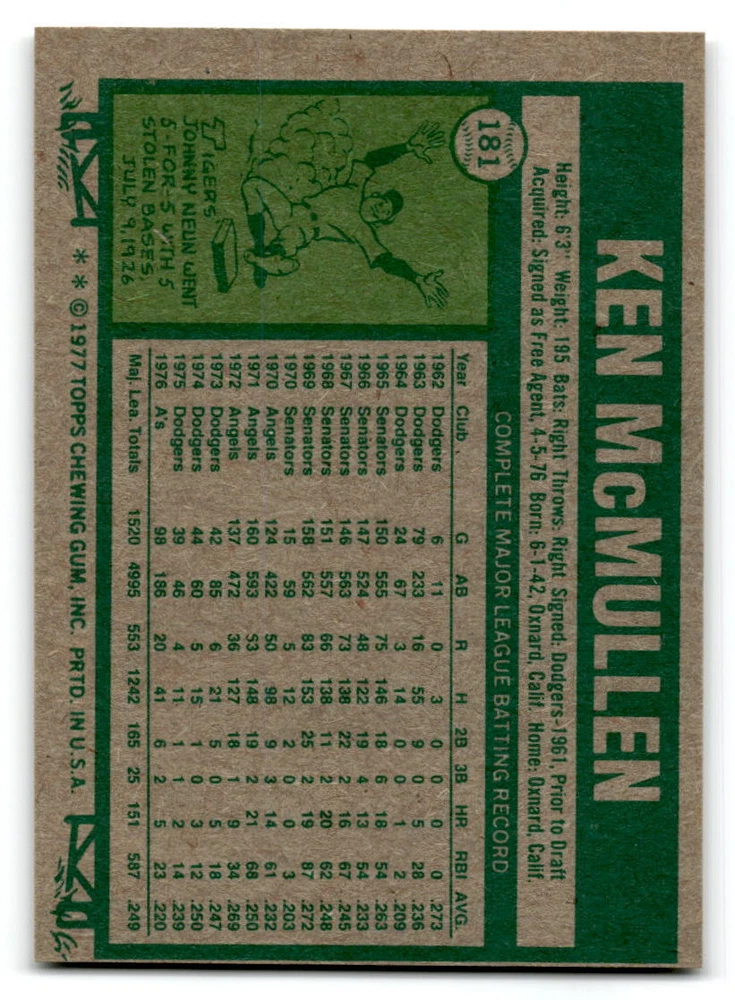 181
KEN McMULLEN
Height: 6'3" Weight: 195 Bats: Right Throws: Right Signed: Dodgers-1961, Prior to Draft
Acquired: Signed as Free Agent, 4-5-76 Born: 6-1-42, Oxnard, Calif. Home: Oxnard, Calif.
TIGERS
JOHNNY NEUN WENT
5-FOR-5 WITH 5
STOLEN BASES,
JULY 9, 1926
COMPLETE MAJOR LEAGUE BATTING RECORD
Year Club G AB R H 2B 3B HR RBI AVG.
1962 Dodgers 6 11 0 3 0 0 0 0 .273
1963 Dodgers 79 233 16 55 9 0 5 28 .236
1964 Dodgers 24 67 3 14 0 0 1 2 .209
1965 Senators 150 555 75 146 18 6 18 54 .263
1966 Senators 147 524 48 122 19 4 13 54 .233
1967 Senators 146 563 73 138 22 2 16 67 .245
1968 Senators 151 557 66 138 11 2 20 62 .248
1969 Senators 158 562 83 153 25 2 19 87 .272
1970 Senators 15 59 5 12 2 0 0 3 .203
1970 Angels 124 422 50 98 9 3 14 61 .232
1971 Angels 160 593 53 148 19 2 21 68 .250
1972 Angels 137 472 36 127 18 1 9 34 .269
1973 Dodgers 42 85 6 21 5 0 5 18 .247
1974 Dodgers 44 60 5 15 1 0 3 12 .250
1975 Dodgers 39 46 4 11 1 1 2 14 .239
1976 A's 98 186 20 41 6 2 5 23 .220
Maj. Lea. Totals 1520 4995 553 1242 165 25 151 587 .249
* * © 1977 TOPPS CHEWING GUM, INC. PRTD. IN U.S.A.